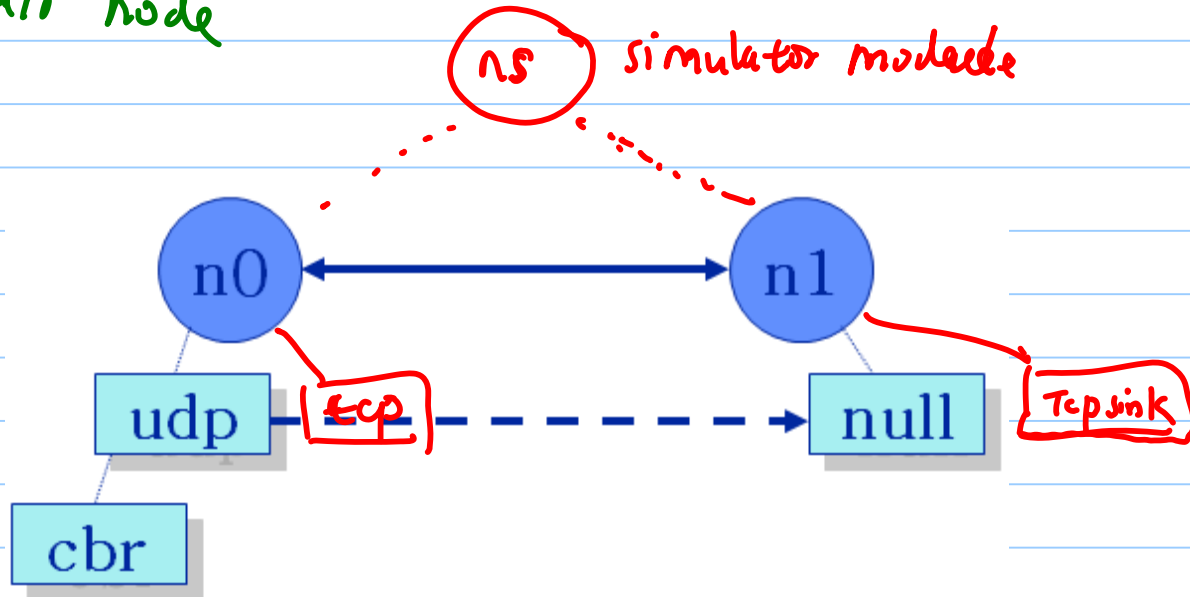 node
ns simulator
n0 n1
udp tcp null Tcpsink
cbr